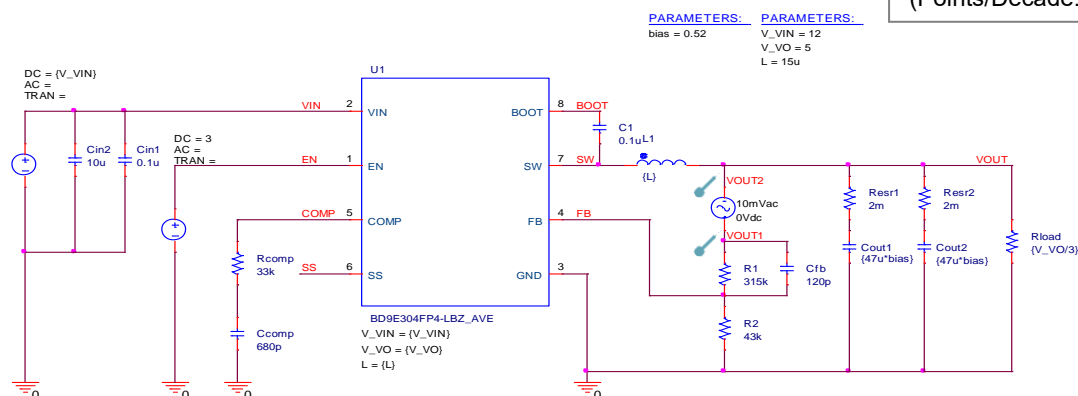 (Points/Decade:
PARAMETERS:
bias = 0.52
PARAMETERS:
V_VIN = 12
V_VO = 5
L = 15u
DC = {V_VIN}
AC =
TRAN =
Cin2
10u
Cin1
0.1u
DC = 3
AC =
TRAN =
VIN
EN
COMP
SS
Rcomp
33k
Ccomp
680p
U1
2
VIN
1
EN
5
COMP
6
SS
BOOT
8
SW
7
FB
4
GND
3
BD9E304FP4-LBZ_AVE
V_VIN = {V_VIN}
V_VO = {V_VO}
L = {L}
BOOT
C1
0.1u
L1
SW
{L}
FB
VOUT2
10mVac
0Vdc
VOUT1
R1
315k
Cfb
120p
R2
43k
VOUT
Resr1
2m
Resr2
2m
Cout1
{47u*bias}
Cout2
{47u*bias}
Rload
{V_VO/3}
0
0
0
0